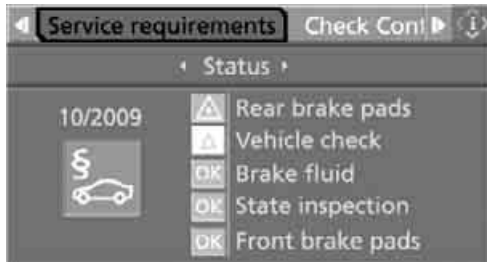 Service requirements Check Cont
Status
10/2009
Rear brake pads
Vehicle check
§
OK Brake fluid
OK State inspection
OK Front brake pads